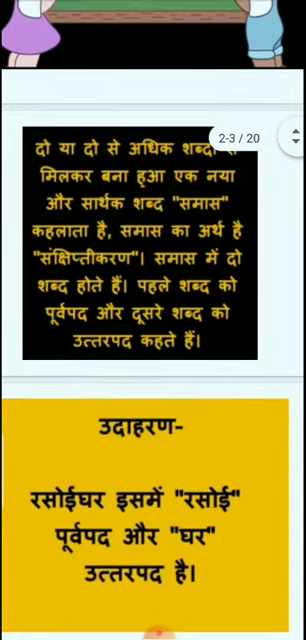 2-3 / 20
दो या दो से अधिक शब्दों से
मिलकर बना हुआ एक नया
और सार्थक शब्द "समास"
कहलाता है, समास का अर्थ है
"संक्षिप्तीकरण"। समास में दो
शब्द होते हैं। पहले शब्द को
पूर्वपद और दूसरे शब्द को
उत्तरपद कहते हैं।
उदाहरण-
रसोईघर इसमें "रसोई"
पूर्वपद और "घर"
उत्तरपद है।